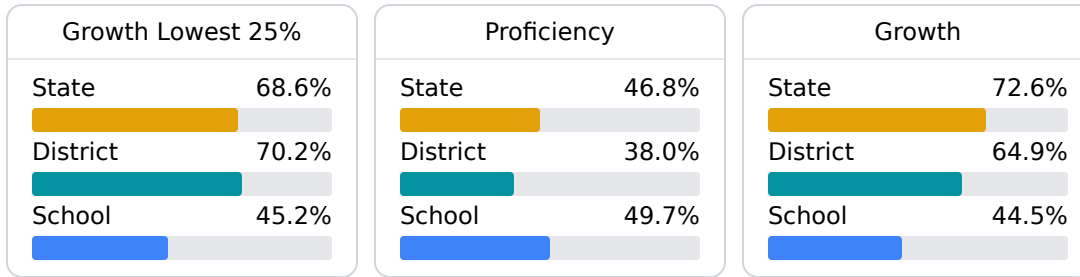 Growth Lowest 25%
State 68.6%
District 70.2%
School 45.2%
Proficiency
State 46.8%
District 38.0%
School 49.7%
Growth
State 72.6%
District 64.9%
School 44.5%